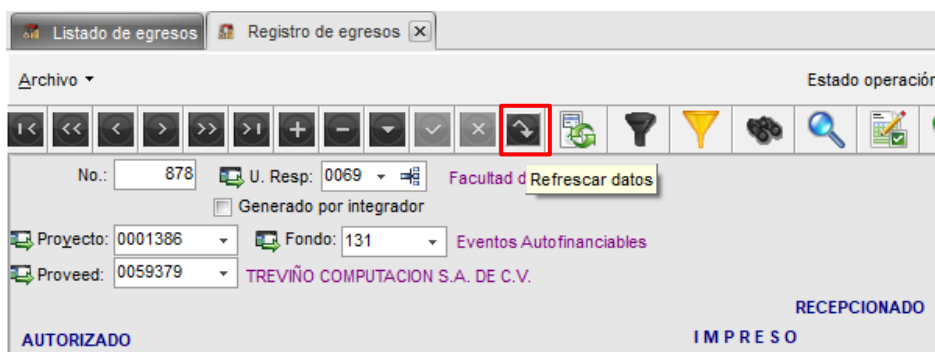 Listado de egresos Registro de egresos
Archivo Estado operación
No.: 878 U. Resp: 0069 Facultad d Refrescar datos
Generado por integrador
Proyecto: 0001386 Fondo: 131 Eventos Autofinanciables
Proveed: 0059379 TREVIÑO COMPUTACION S.A. DE C.V.
RECEPCIONADO
AUTORIZADO IMPRESO